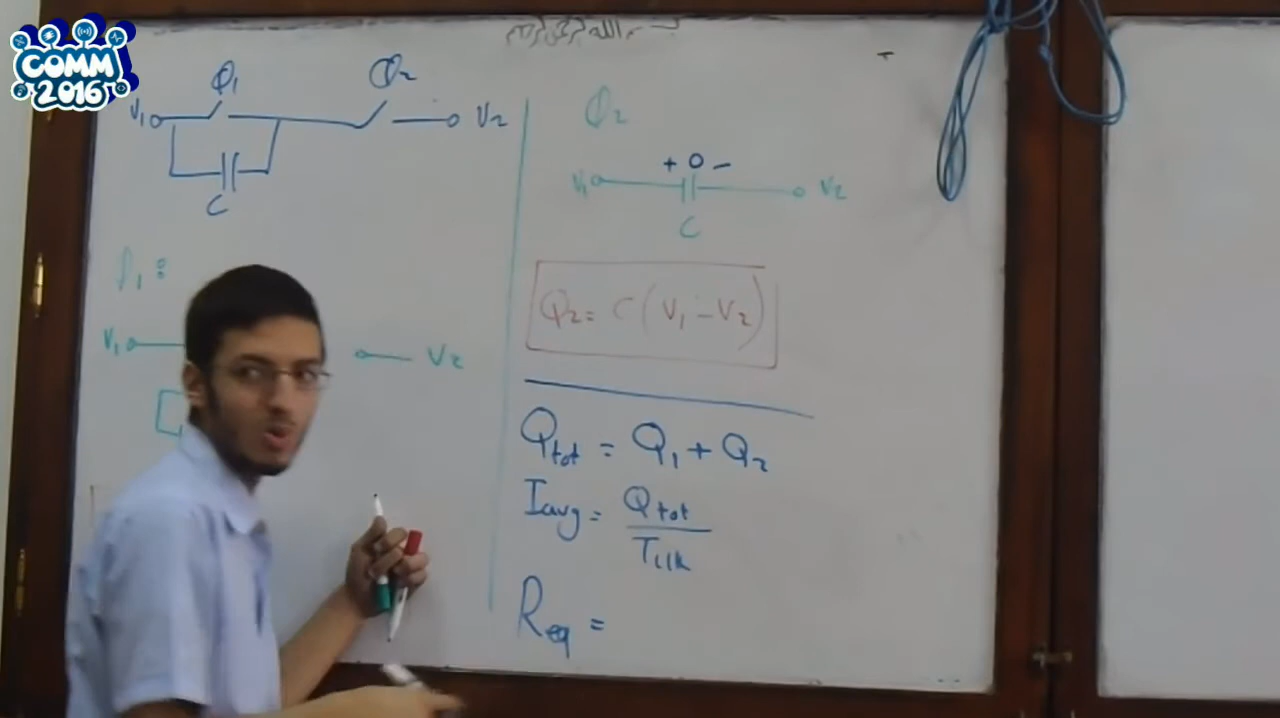 COMM
2016
بسم الله الرحمن الرحيم
Φ1
Φ2
V1
V2
C
Φ1 :
V1
V2
Φ2
+ 0 -
V1
V2
C
Q2 = C(V1 - V2)
Qtot = Q1 + Q2
Iavg = Qtot / Tclk
Req =